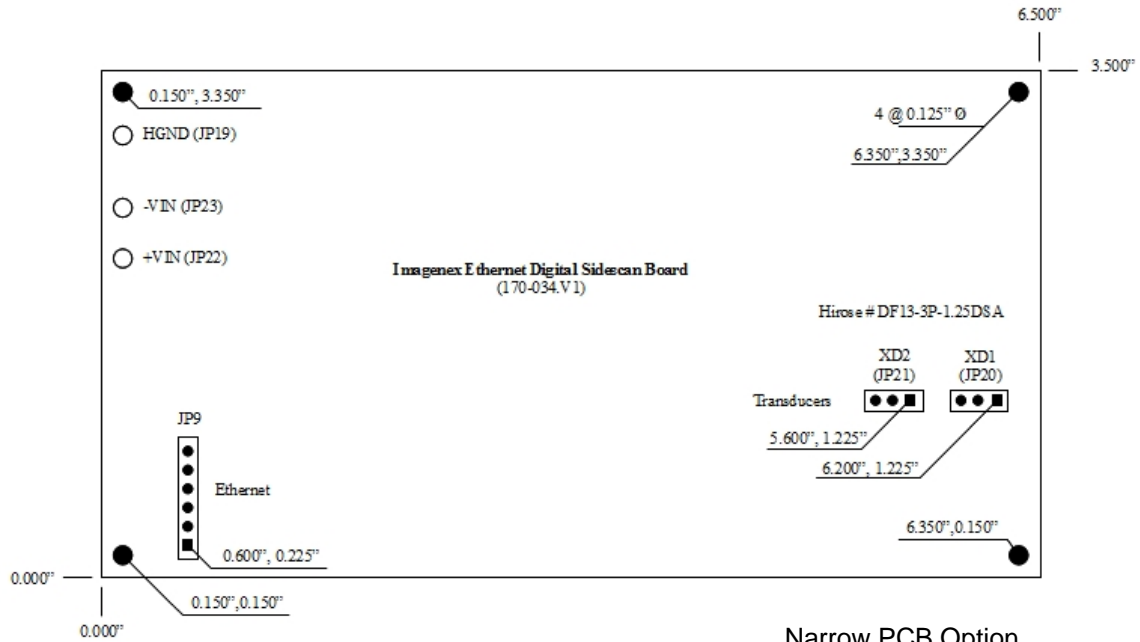 6.500”
3.500”
0.150”, 3.350”
4 @ 0.125” Ø
HGND (JP19)
6.350”,3.350”
-VIN (JP23)
+VIN (JP22)
Imagenex Ethernet Digital Sidescan Board
(170-034.V1)
Hirose # DF13-3P-1.25DSA
XD2
(JP21)
XD1
(JP20)
Transducers
JP9
5.600”, 1.225”
6.200”, 1.225”
Ethernet
6.350”,0.150”
0.600”, 0.225”
0.000”
0.150”,0.150”
0.000”
Narrow PCB Option